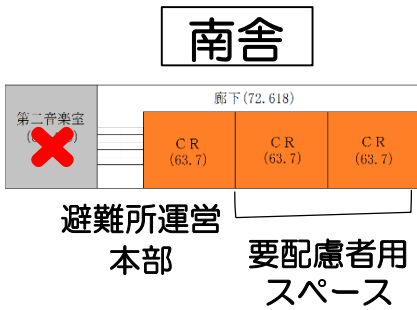 南舎
廊下(72.618)
第二音楽室
CR
(63.7)
CR
(63.7)
CR
(63.7)
避難所運営
本部
要配慮者用
スペース